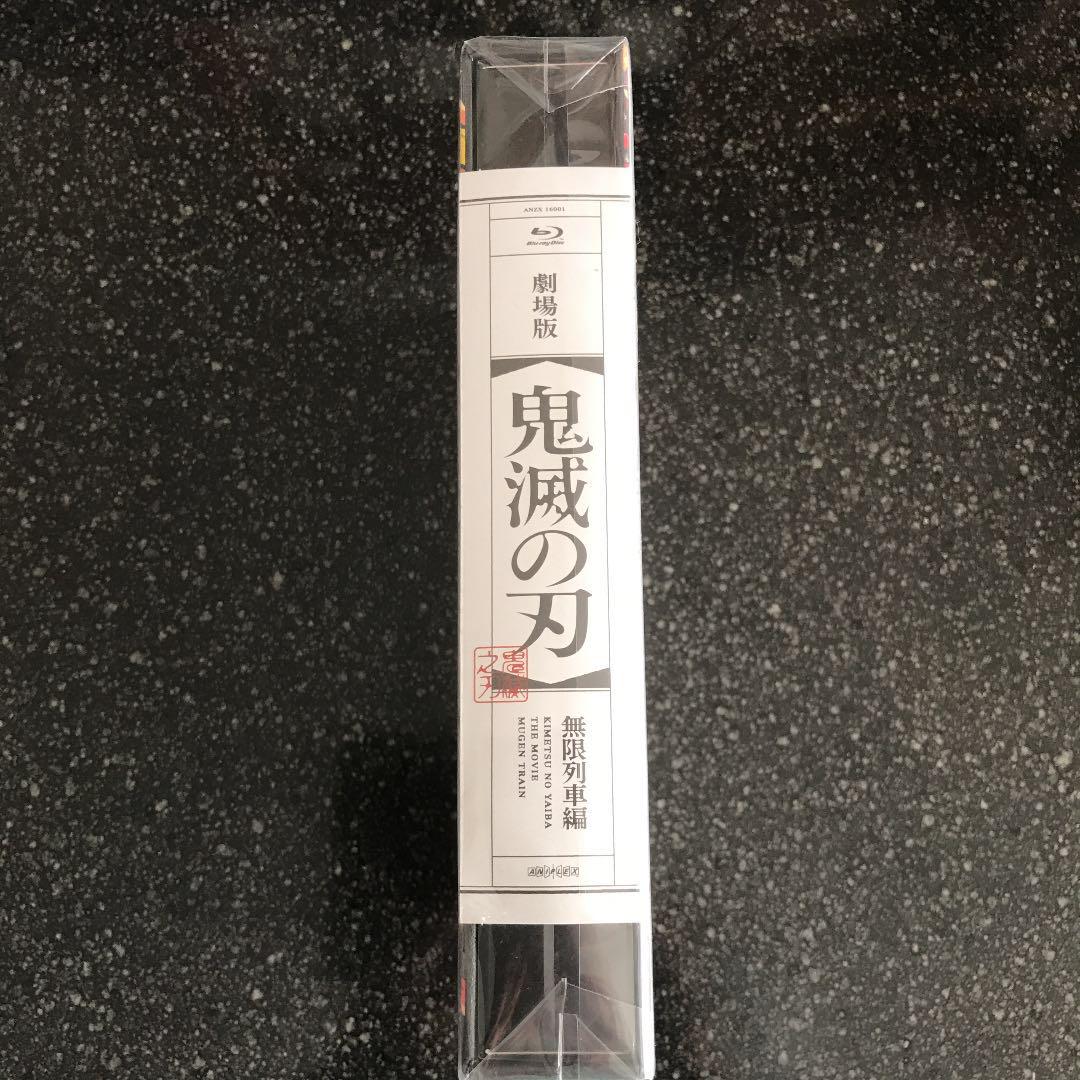 ANZX 16001
Blu-ray Disc
劇場版
鬼滅の刃
無限列車編
KIMETSU NO YAIBA
THE MOVIE
MUGEN TRAIN
ANIPLEX